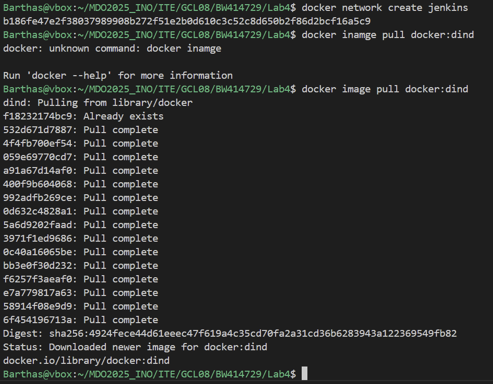 Barthas@vbox:~/MDO2025_INO/ITE/GCL08/BW414729/Lab4$ docker network create jenkins
b186fe47e2f38037989908b272f51e2b0d610c3c52c8d650b2f86d2bcf16a5c9
Barthas@vbox:~/MDO2025_INO/ITE/GCL08/BW414729/Lab4$ docker inamge pull docker:dind
docker: unknown command: docker inamge

Run 'docker --help' for more information
Barthas@vbox:~/MDO2025_INO/ITE/GCL08/BW414729/Lab4$ docker image pull docker:dind
dind: Pulling from library/docker
f18232174bc9: Already exists
532d671d7887: Pull complete
4f4fb700ef54: Pull complete
059e69770cd7: Pull complete
a91a67d14af0: Pull complete
400f9b604068: Pull complete
992adfb269ce: Pull complete
0d632c4828a1: Pull complete
5a6d9202faad: Pull complete
3971f1ed9686: Pull complete
0c40a16065be: Pull complete
bb3e0f30d232: Pull complete
f6257f3aeaf0: Pull complete
e7a779817a63: Pull complete
58914f08e9d9: Pull complete
6f454196713a: Pull complete
Digest: sha256:4924fece44d61eeec47f619a4c35cd70fa2a31cd36b6283943a122369549fb82
Status: Downloaded newer image for docker:dind
docker.io/library/docker:dind
Barthas@vbox:~/MDO2025_INO/ITE/GCL08/BW414729/Lab4$